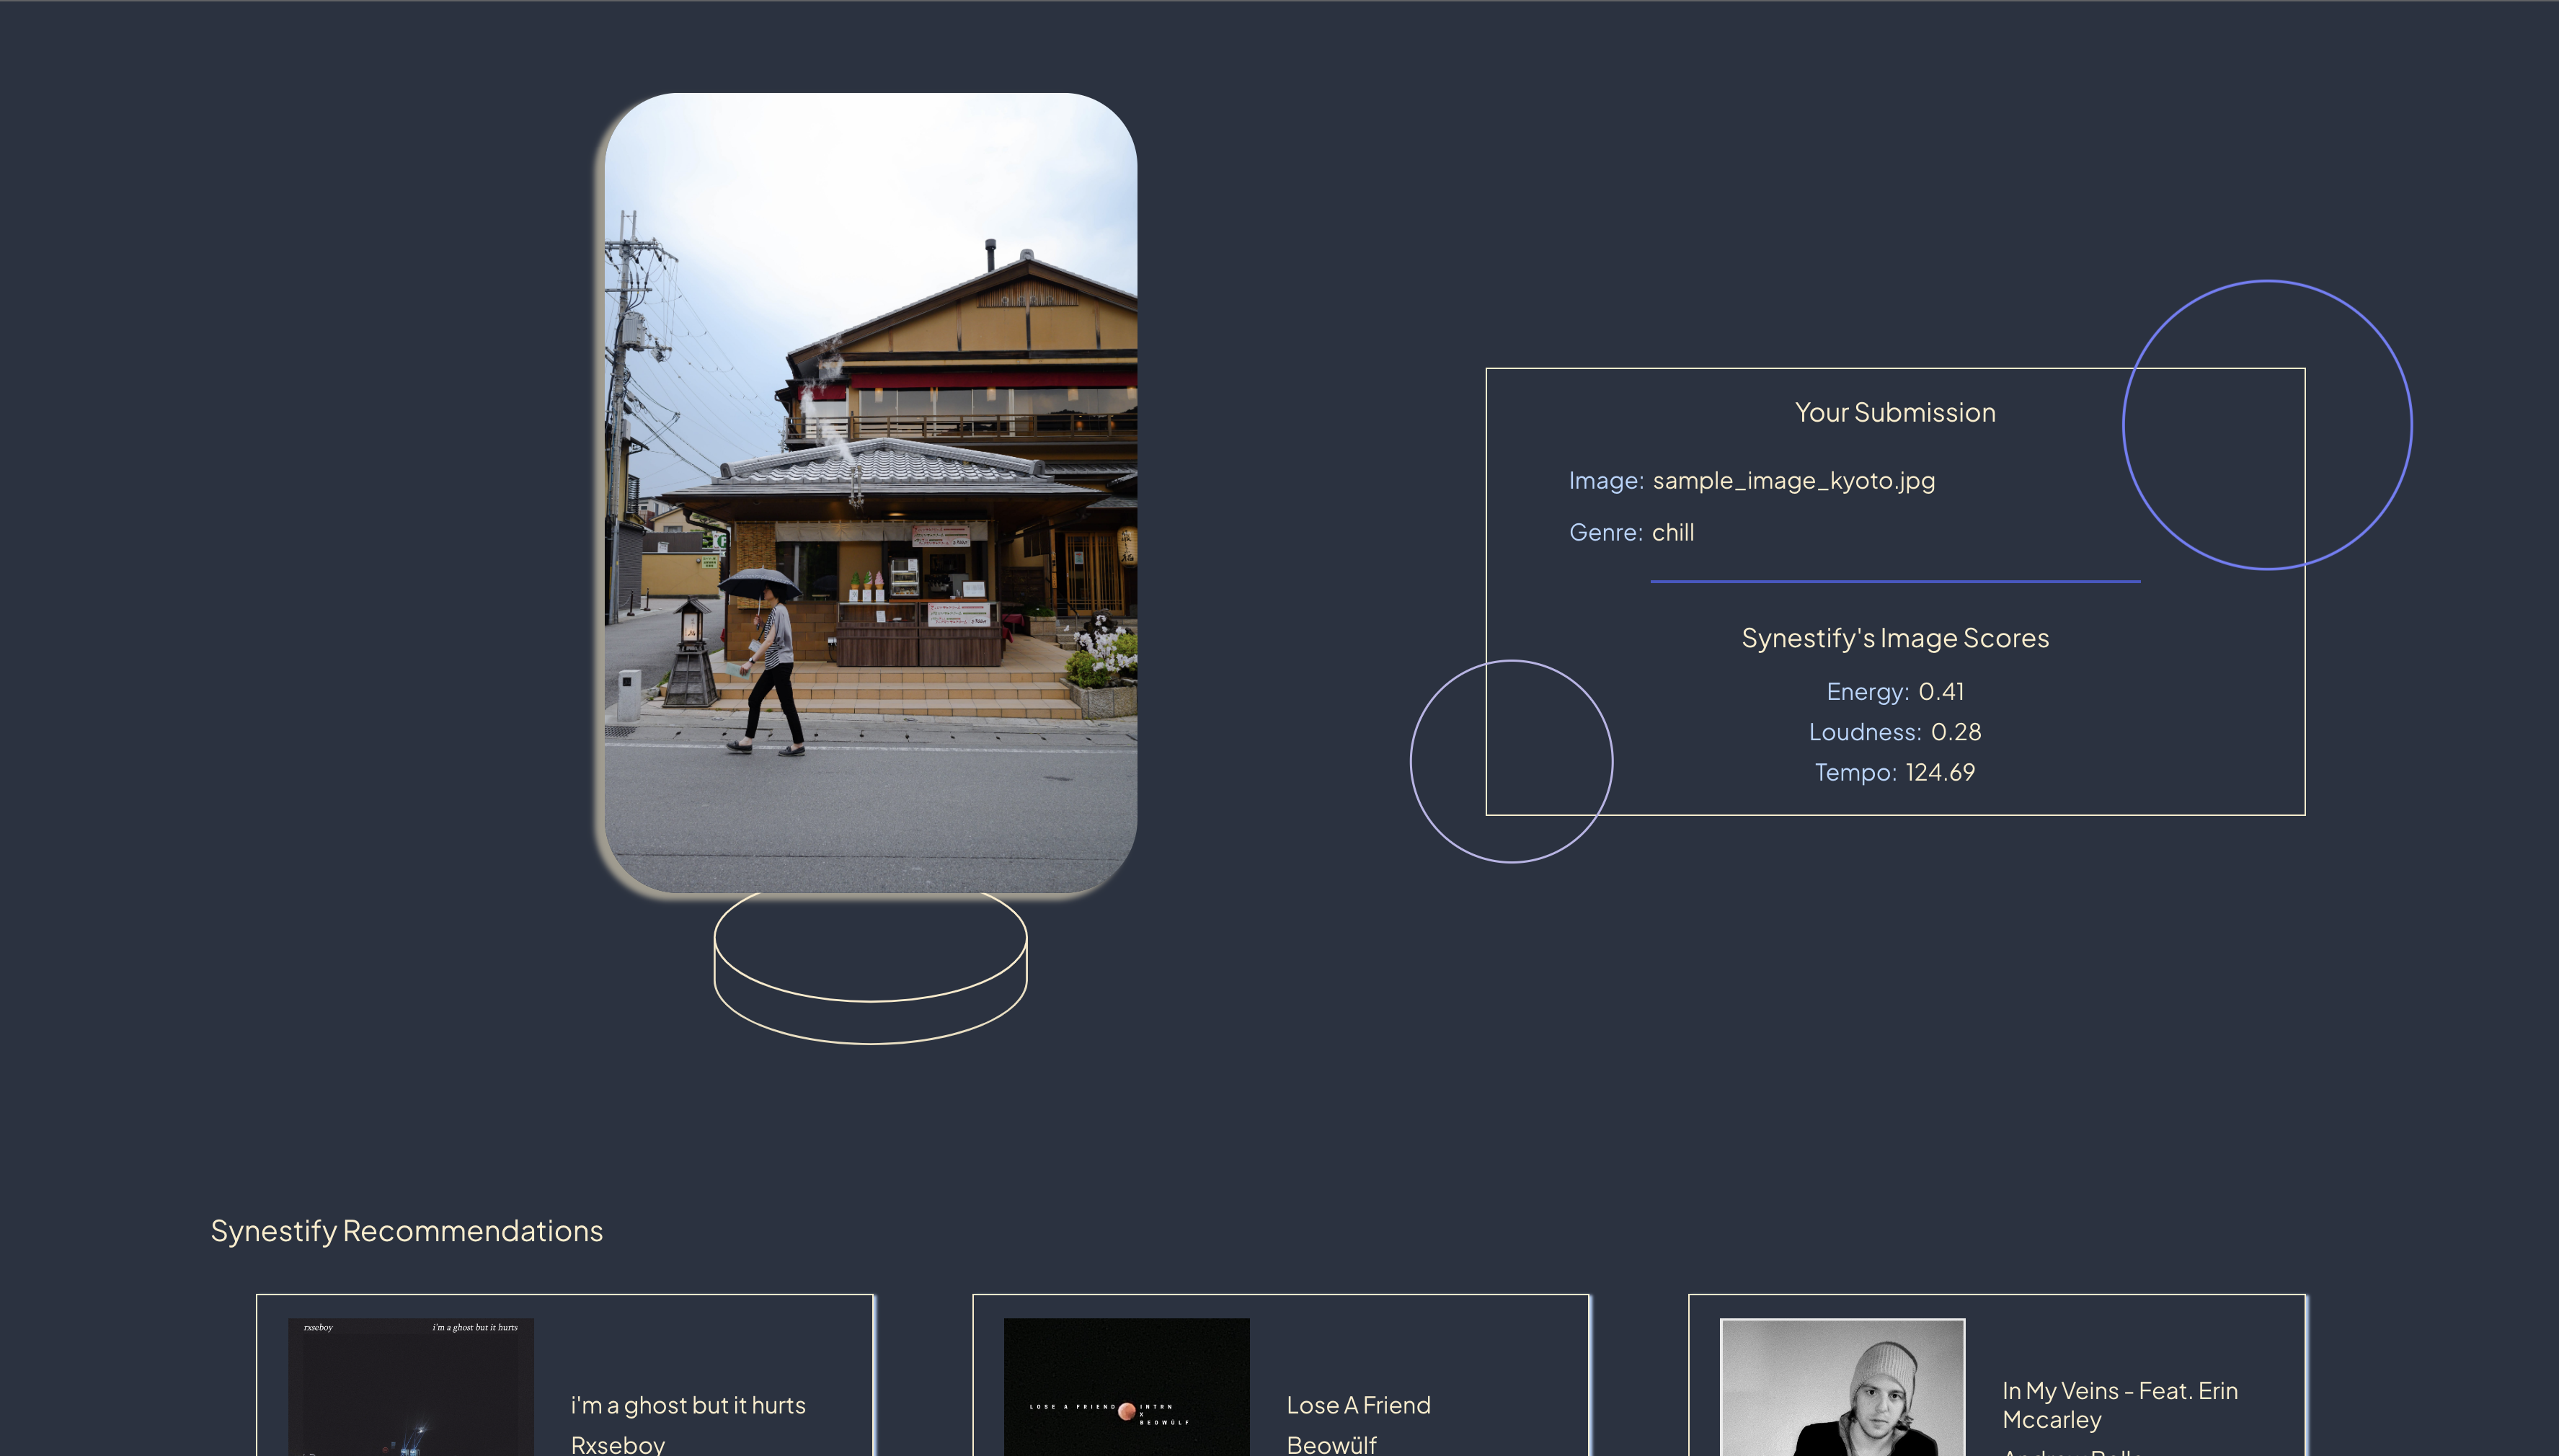 Your Submission
Image: sample_image_kyoto.jpg
Genre: chill
Synestify's Image Scores
Energy: 0.41
Loudness: 0.28
Tempo: 124.69
Synestify Recommendations
rxseboy
i'm a ghost but it hurts
i'm a ghost but it hurts
Rxseboy
LOSE A FRIEND
INTRN
X
BEOWÜLF
Lose A Friend
Beowülf
In My Veins - Feat. Erin
Mccarley